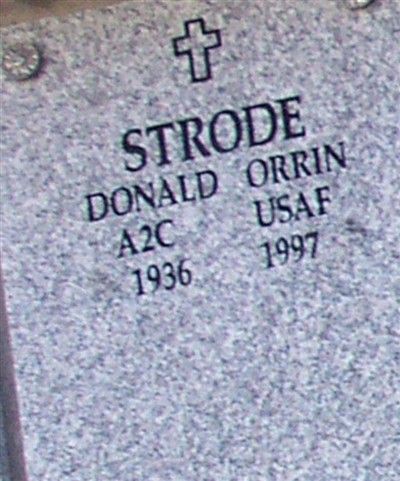 STRODE
DONALD ORRIN
A2C USAF
1936 1997